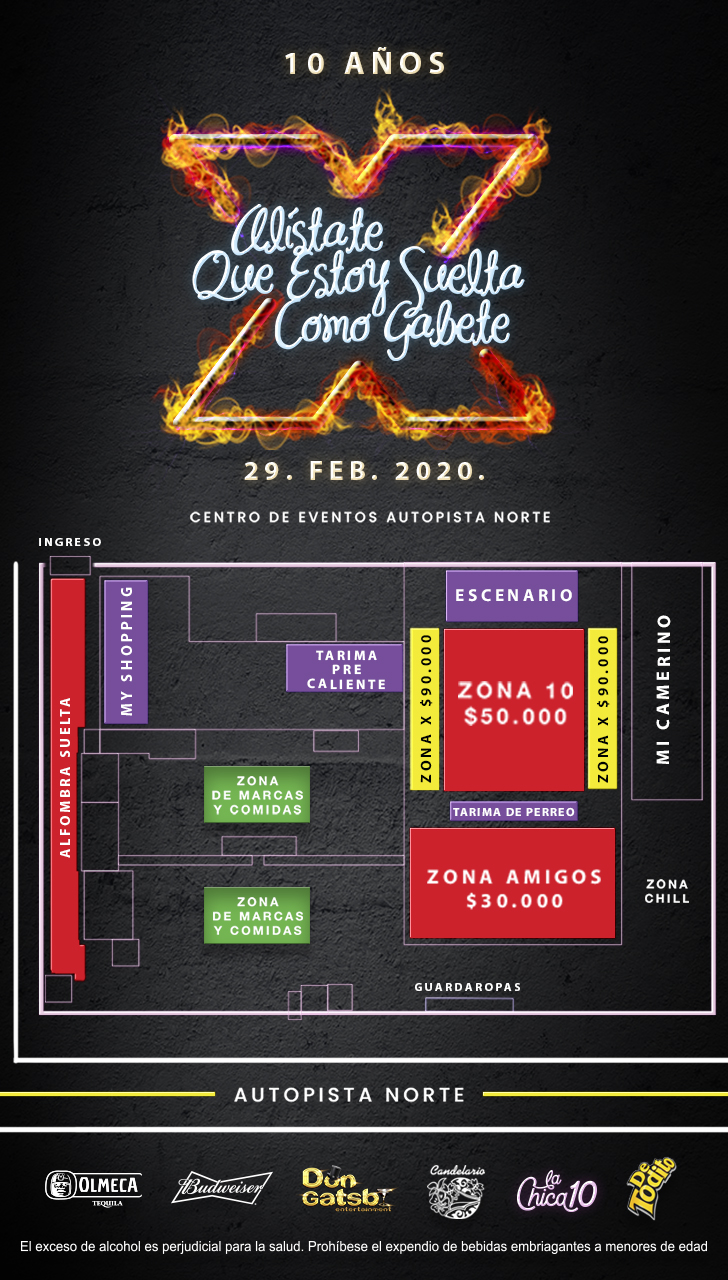 10 AÑOS
Alístate
Que Estoy Suelta
Como Gabete
29. FEB. 2020.
CENTRO DE EVENTOS AUTOPISTA NORTE
INGRESO
ALFOMBRA SUELTA
MY SHOPPING
TARIMA
PRE
CALIENTE
ESCENARIO
ZONA X $90.000
ZONA 10
$50.000
ZONA X $90.000
MI CAMERINO
ZONA
DE MARCAS
Y COMIDAS
TARIMA DE PERREO
ZONA AMIGOS
$30.000
ZONA
CHILL
ZONA
DE MARCAS
Y COMIDAS
GUARDAROPAS
AUTOPISTA NORTE
OLMECA
TEQUILA
Budweiser
Don
Gatsbi
entertainment
Candelario
la
Chica10
De
Todito
El exceso de alcohol es perjudicial para la salud. Prohíbese el expendio de bebidas embriagantes a menores de edad